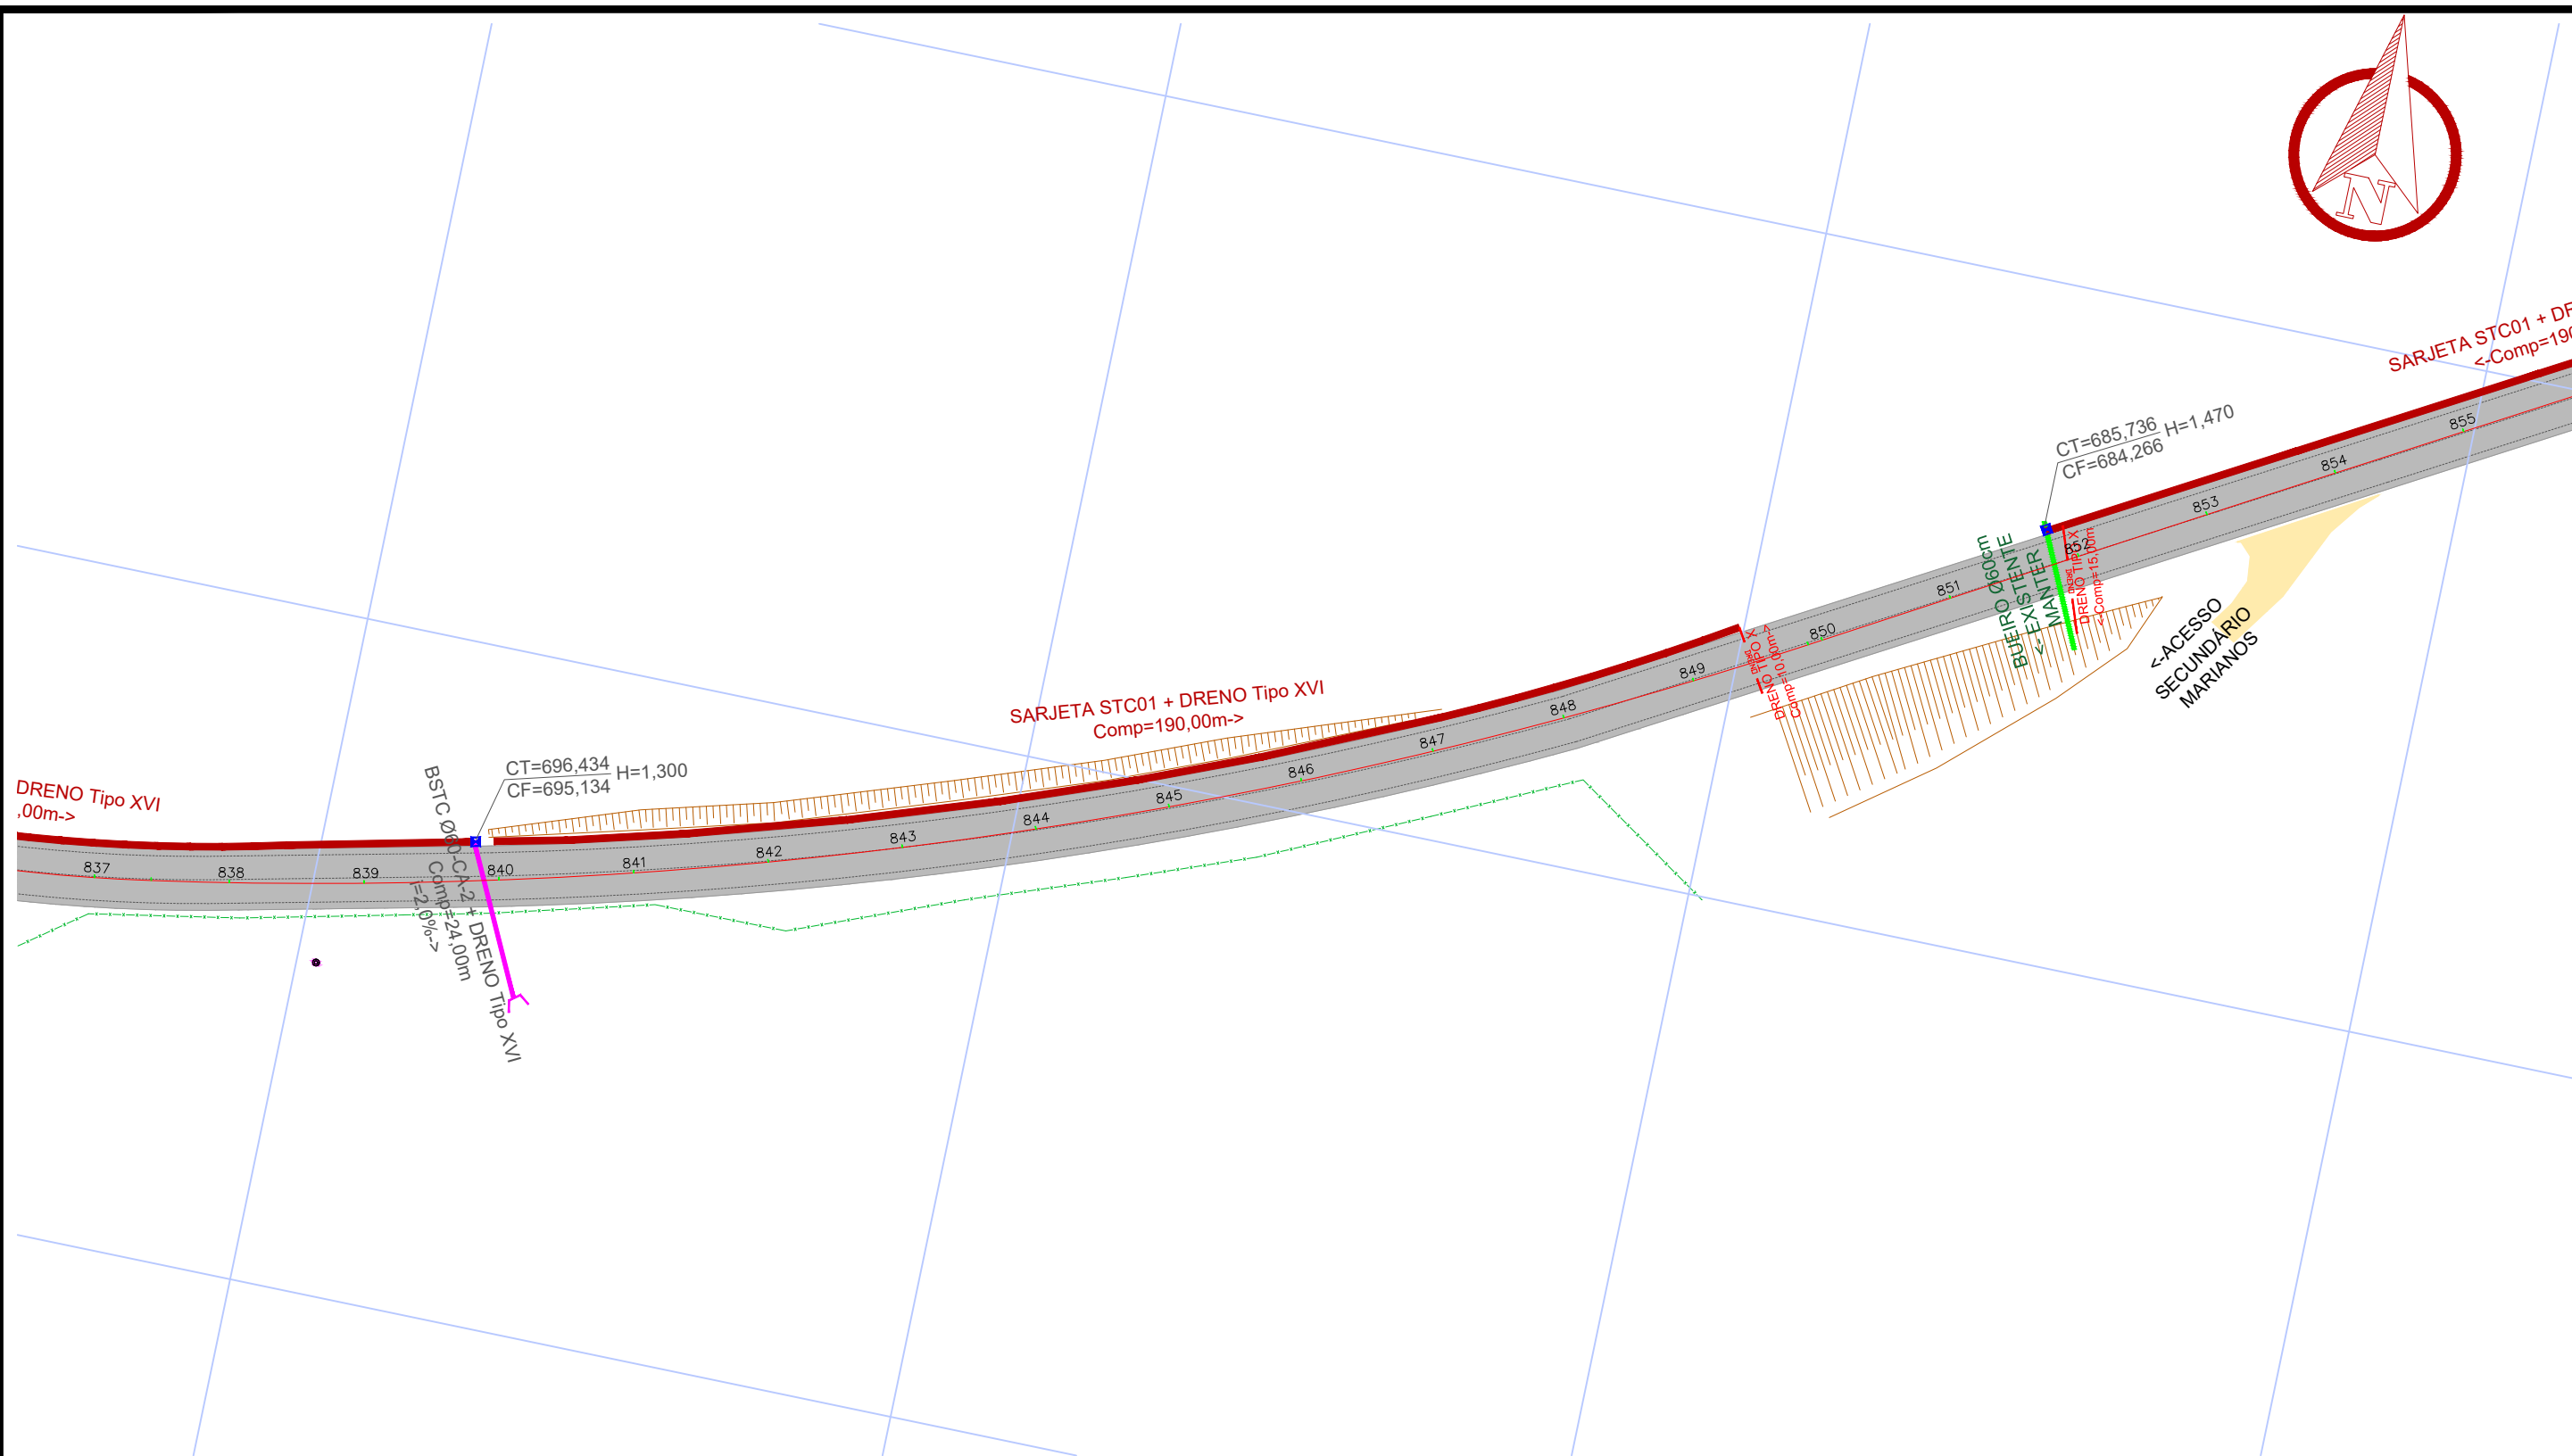 N
SARJETA STC01 + DR
<-Comp=190
CT=685,736
CF=684,266
H=1,470
855
854
853
852
851
850
849
848
847
846
845
844
843
842
841
840
839
838
837
BUEIRO Ø60cm
<- EXISTENTE
MANTER
DRENO TIPO X
<-Comp=15,00m
<-ACESSO
SECUNDÁRIO
MARIANOS
DRENO TIPO X
Comp=10,00m->
SARJETA STC01 + DRENO Tipo XVI
Comp=190,00m->
CT=696,434
CF=695,134
H=1,300
DRENO Tipo XVI
,00m->
BSTC Ø60-CA-2 + DRENO Tipo XVI
Comp=24,00m
i=2,0%->